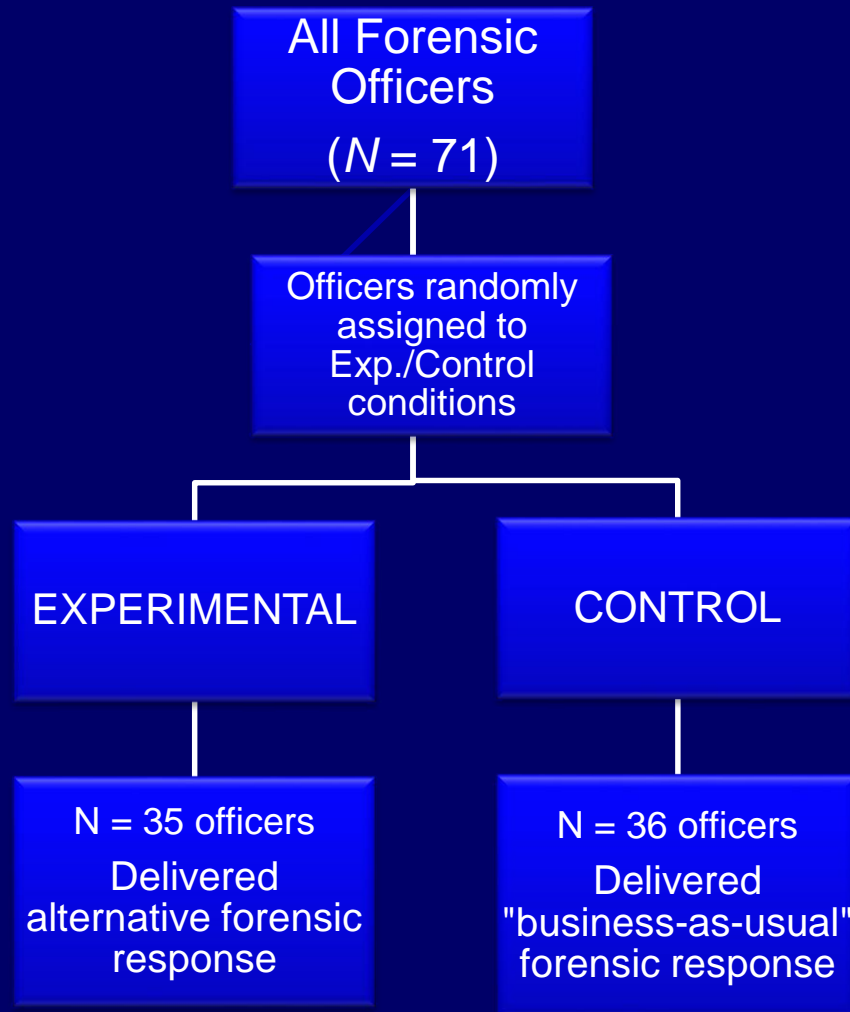 All Forensic
Officers
(N = 71)
Officers randomly
assigned to
Exp./Control
conditions
EXPERIMENTAL
CONTROL
N = 35 officers
Delivered
alternative forensic
response
N = 36 officers
Delivered
"business-as-usual"
forensic response